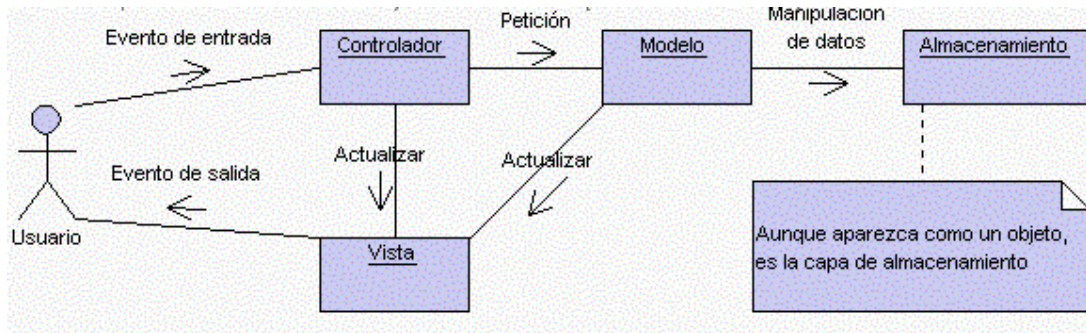 Petición
Manipulacion
de datos
Evento de entrada
Controlador
Modelo
Almacenamiento
Actualizar
Actualizar
Evento de salida
Usuario
Vista
Aunque aparezca como un objeto,
es la capa de almacenamiento